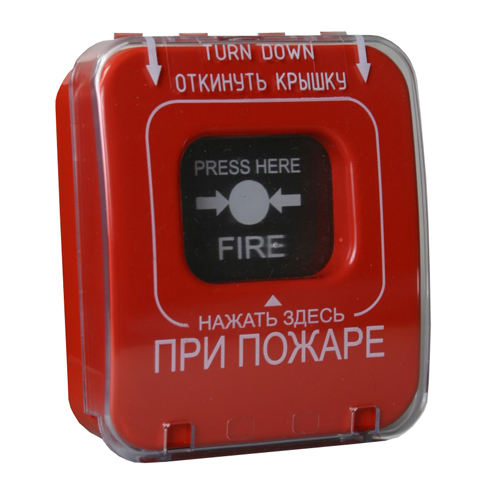 TURN DOWN
ОТКИНУТЬ КРЫШКУ
PRESS HERE
FIRE
НАЖАТЬ ЗДЕСЬ
ПРИ ПОЖАРЕ